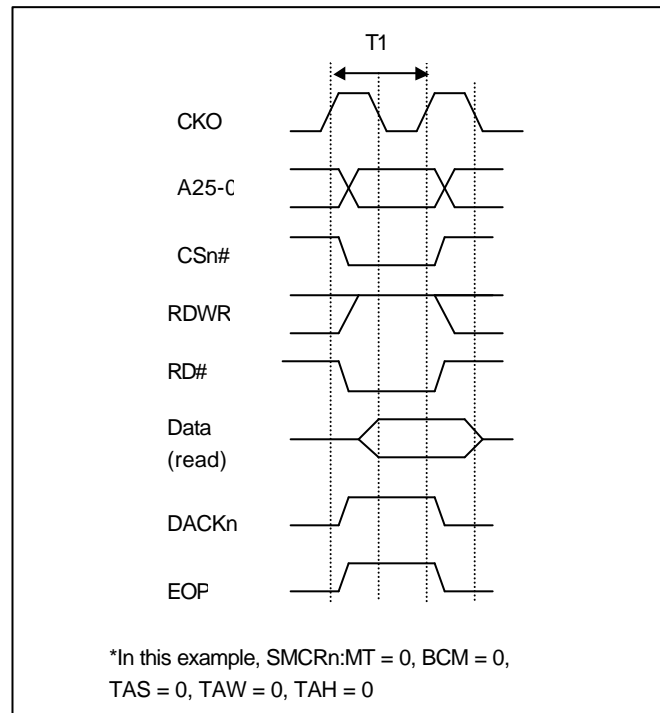 T1
CKO
A25-0
CSn#
RDWR
RD#
Data
(read)
DACKn
EOP
*In this example, SMCRn:MT = 0, BCM = 0,
TAS = 0, TAW = 0, TAH = 0